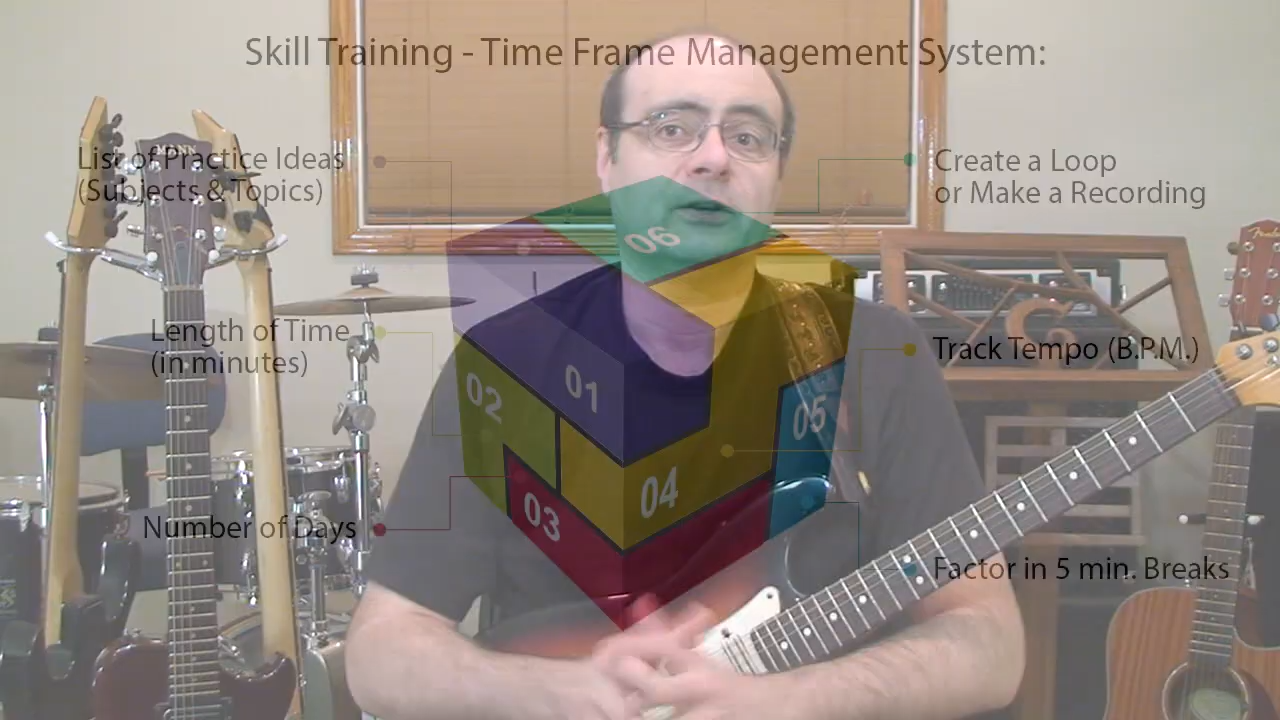 Skill Training - Time Frame Management System:
List of Practice Ideas
(Subjects & Topics)
Create a Loop
or Make a Recording
Length of Time
(in minutes)
Track Tempo (B.P.M.)
Number of Days
Factor in 5 min. Breaks
06
01
02
05
04
03